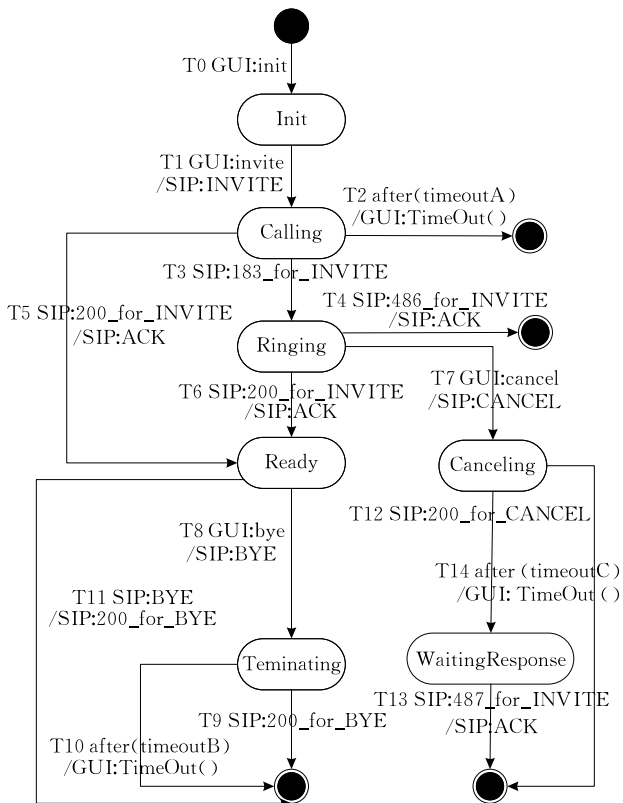 T0 GUI:init
Init
T1 GUI:invite
/SIP:INVITE
T2 after(timeoutA)
/GUI:TimeOut()
Calling
T3 SIP:183_for_INVITE
T4 SIP:486_for_INVITE
/SIP:ACK
T5 SIP:200_for_INVITE
/SIP:ACK
Ringing
T6 SIP:200_for_INVITE
/SIP:ACK
T7 GUI:cancel
/SIP:CANCEL
Ready
Canceling
T12 SIP:200_for_CANCEL
T8 GUI:bye
/SIP:BYE
T14 after (timeoutC)
/GUI: TimeOut ()
T11 SIP:BYE
/SIP:200_for_BYE
Teminating
WaitingResponse
T13 SIP:487_for_INVITE
/SIP:ACK
T9 SIP:200_for_BYE
T10 after(timeoutB)
/GUI:TimeOut()